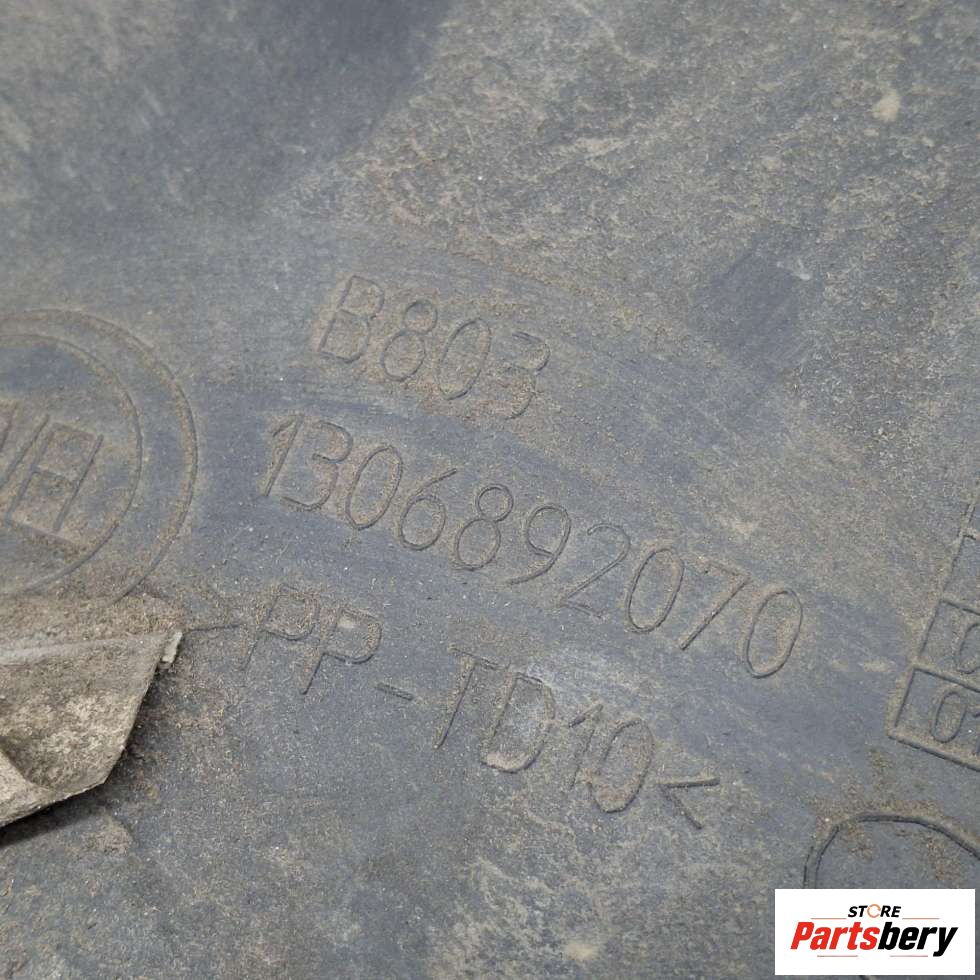 B803
1306892070
>PP-TD10<
STORE
Partsbery